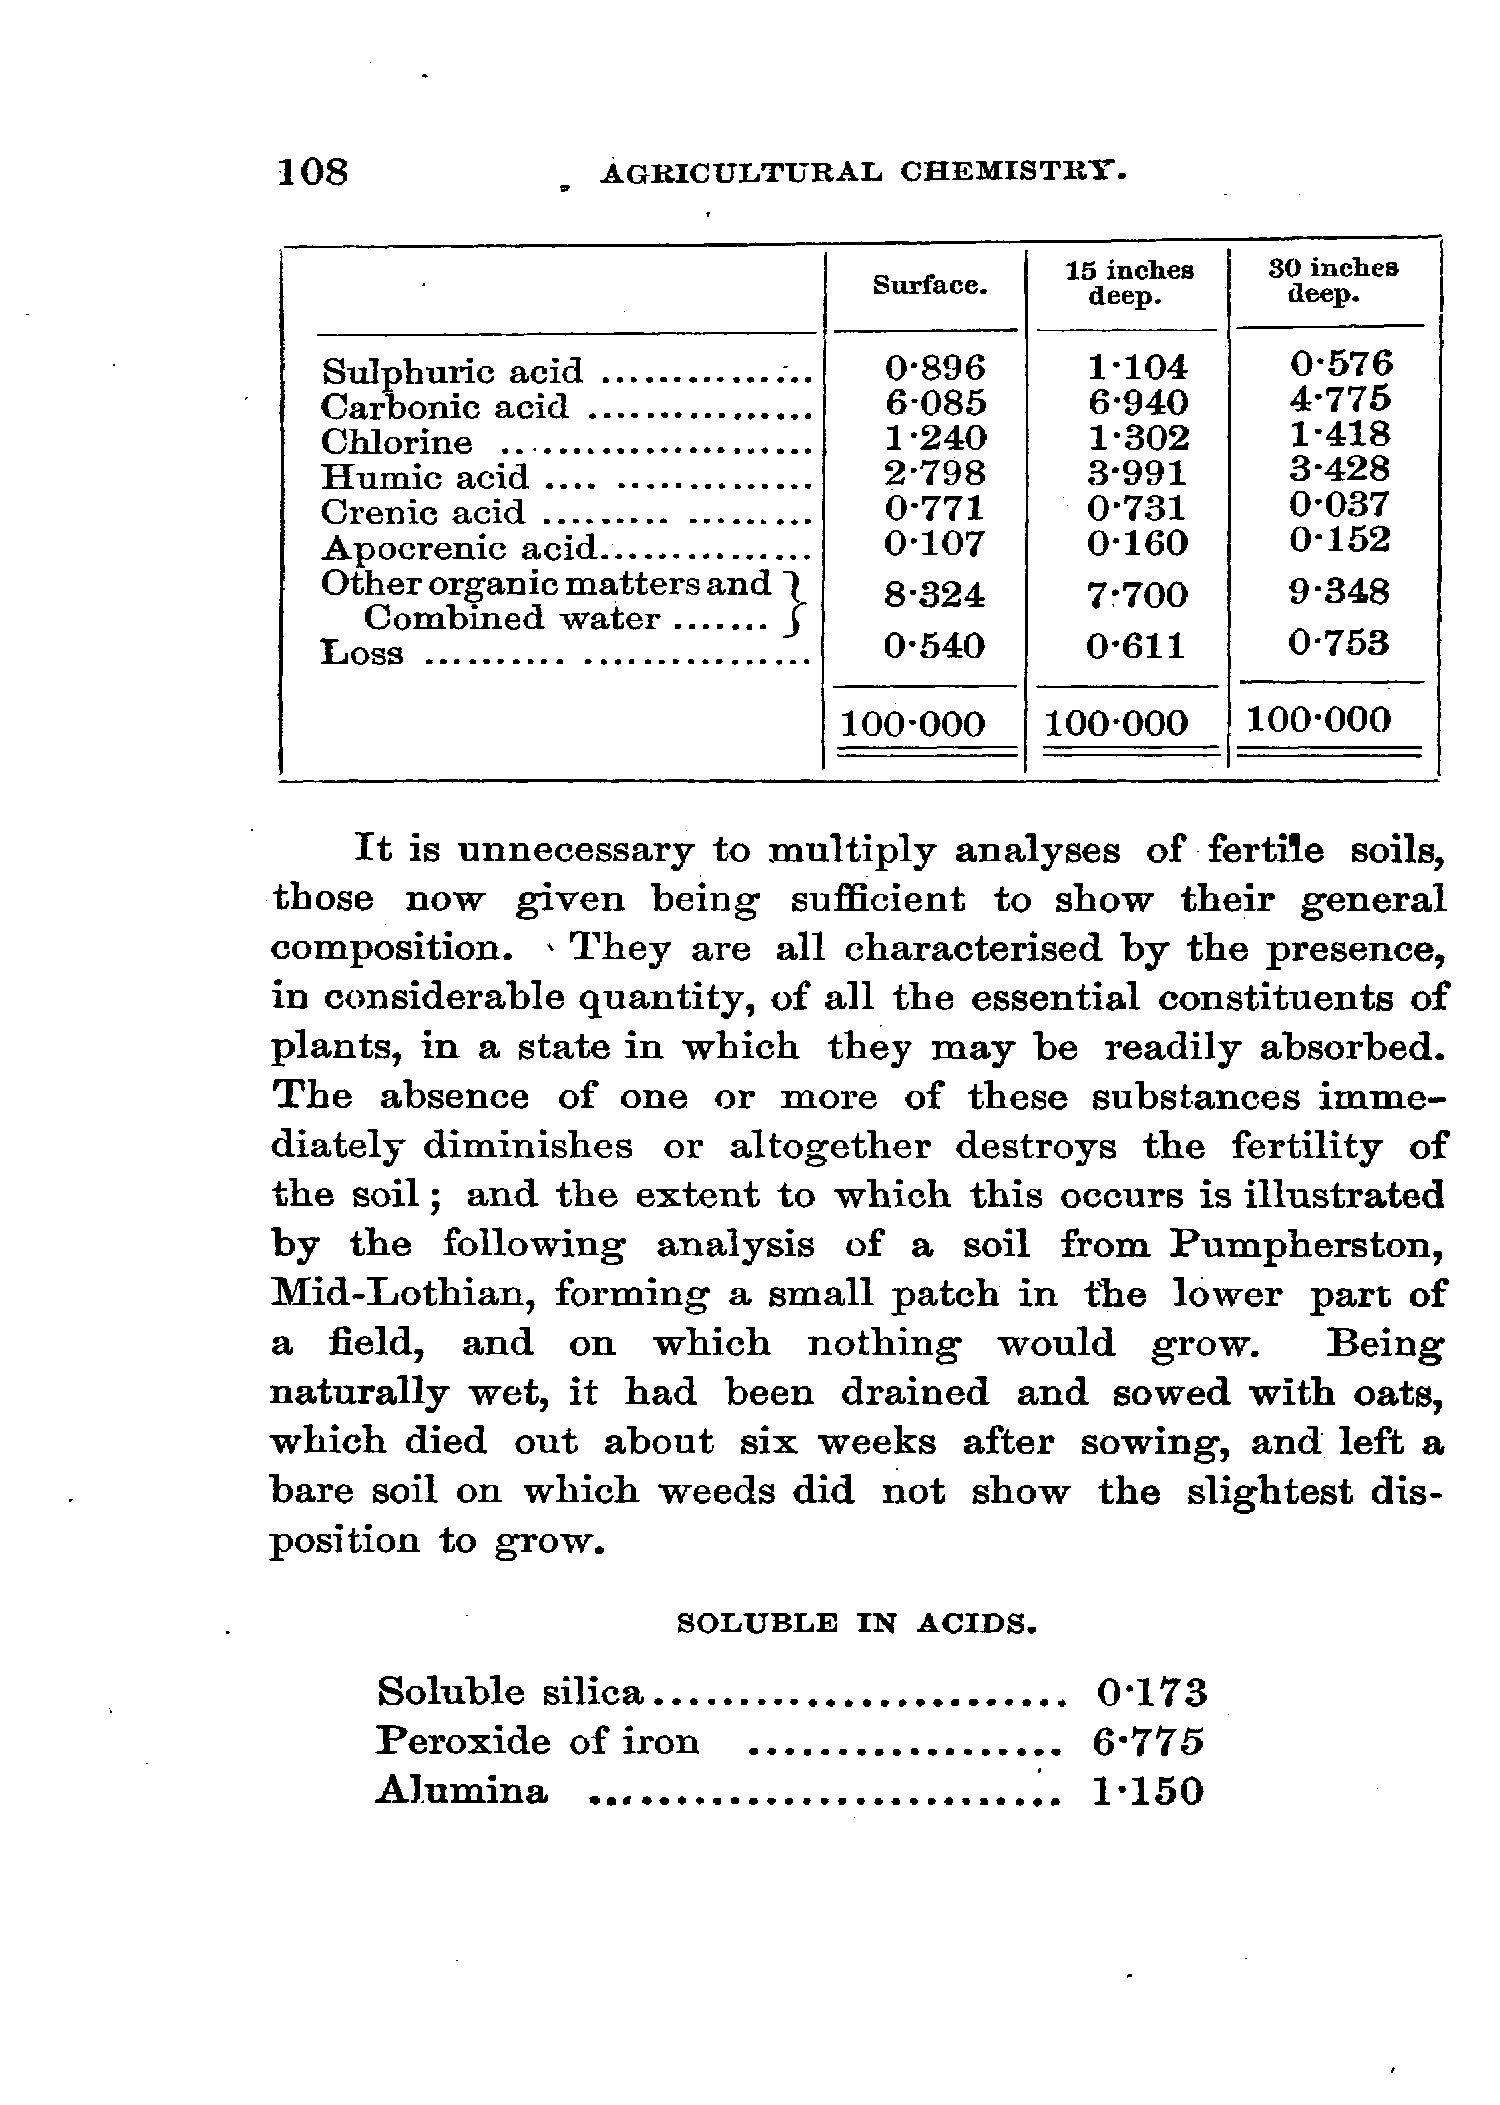 108 AGRICULTURAL CHEMISTRY.
Surface. 15 inches deep. 30 inches deep.
Sulphuric acid ............... 0·896 1·104 0·576
Carbonic acid ................ 6·085 6·940 4·775
Chlorine ...................... 1·240 1·302 1·418
Humic acid .... .............. 2·798 3·991 3·428
Crenic acid ......... ......... 0·771 0·731 0·037
Apocrenic acid............... 0·107 0·160 0·152
Other organic matters and }
Combined water ....... } 8·324 7·700 9·348
Loss .......... ................ 0·540 0·611 0·753
100·000 100·000 100·000
It is unnecessary to multiply analyses of fertile soils,
those now given being sufficient to show their general
composition. They are all characterised by the presence,
in considerable quantity, of all the essential constituents of
plants, in a state in which they may be readily absorbed.
The absence of one or more of these substances imme-
diately diminishes or altogether destroys the fertility of
the soil; and the extent to which this occurs is illustrated
by the following analysis of a soil from Pumpherston,
Mid-Lothian, forming a small patch in the lower part of
a field, and on which nothing would grow. Being
naturally wet, it had been drained and sowed with oats,
which died out about six weeks after sowing, and left a
bare soil on which weeds did not show the slightest dis-
position to grow.
SOLUBLE IN ACIDS.
Soluble silica........................ 0·173
Peroxide of iron .................. 6·775
Alumina ........................... 1·150